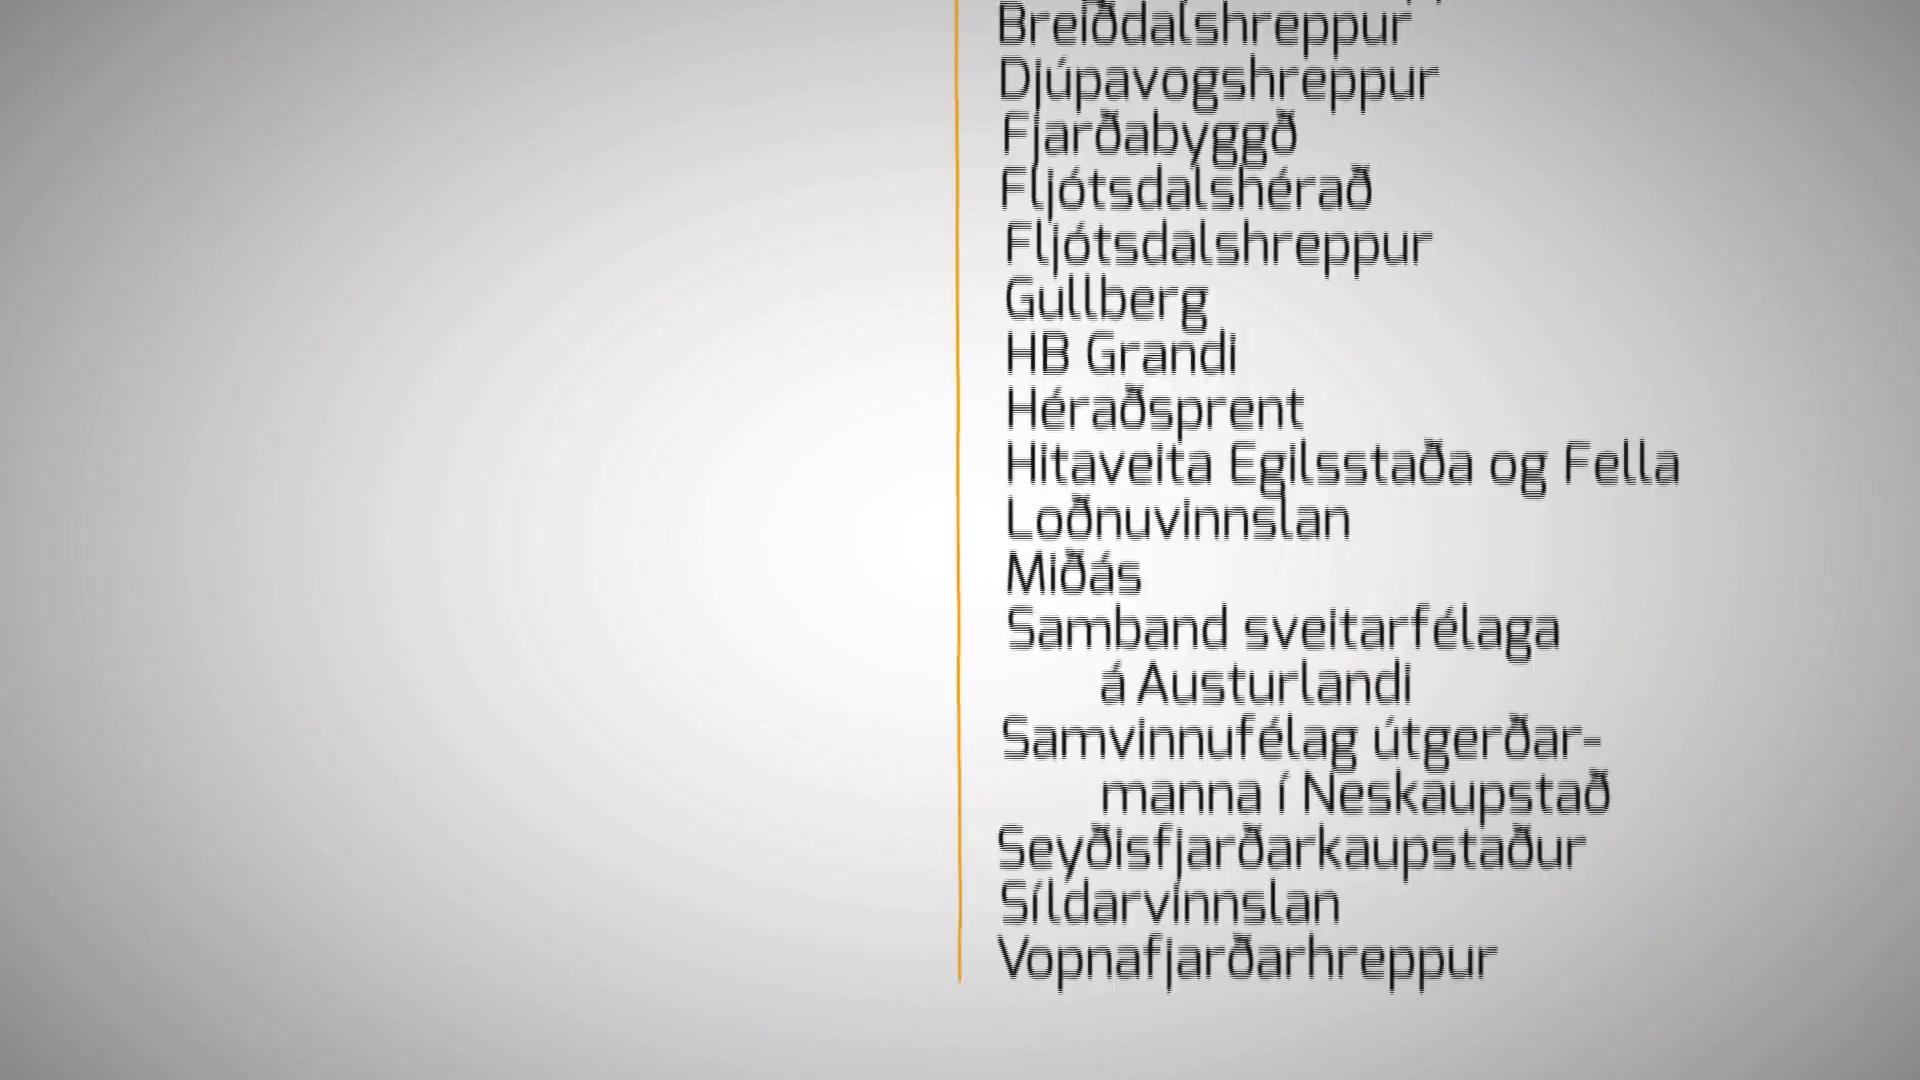 Breiðdalshreppur
Djúpavogshreppur
Fjarðabyggð
Fljótsdalshérað
Fljótsdalshreppur
Gullberg
HB Grandi
Héraðsprent
Hitaveita Egilsstaða og Fella
Loðnuvinnslan
Miðás
Samband sveitarfélaga
á Austurlandi
Samvinnufélag útgerðar-
manna í Neskaupstað
Seyðisfjarðarkaupstaður
Síldarvinnslan
Vopnafjarðarhreppur